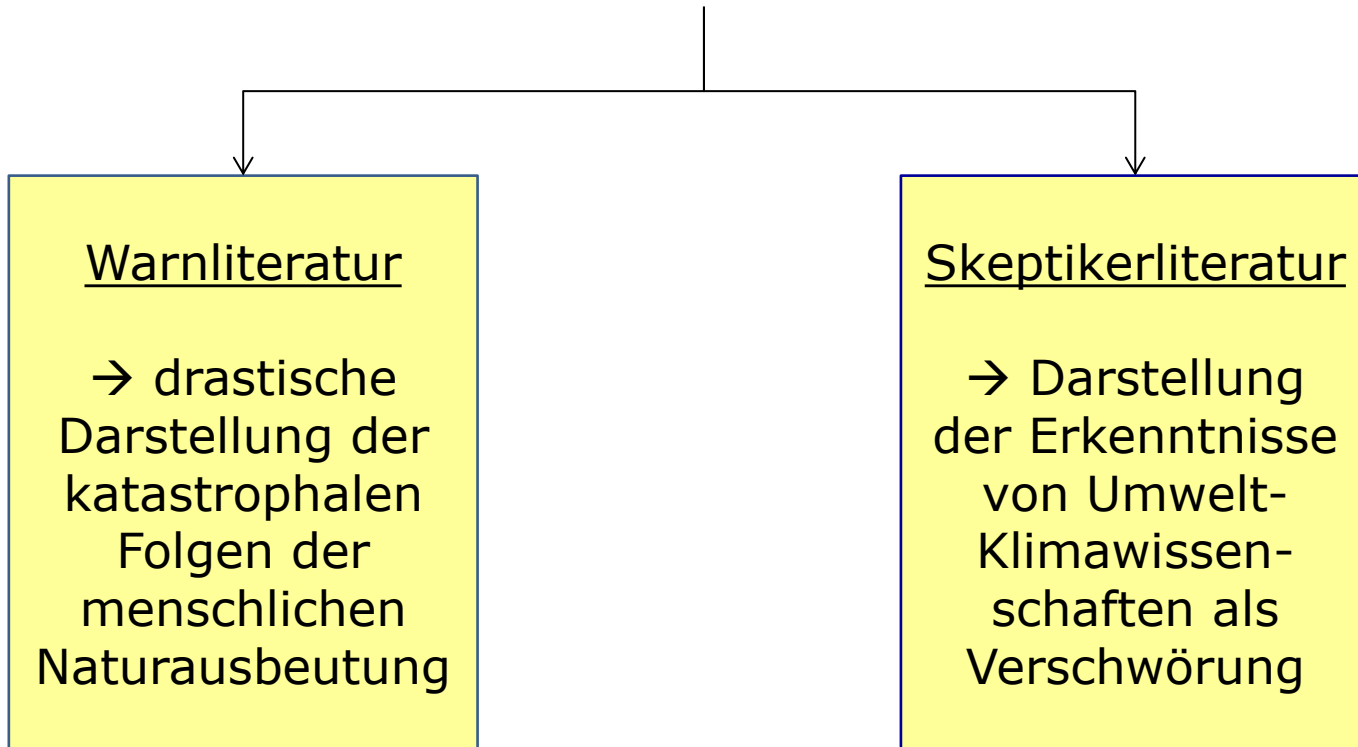 Warnliteratur
→ drastische
Darstellung der
katastrophalen
Folgen der
menschlichen
Naturausbeutung
Skeptikerliteratur
→ Darstellung
der Erkenntnisse
von Umwelt-
Klimawissen-
schaften als
Verschwörung